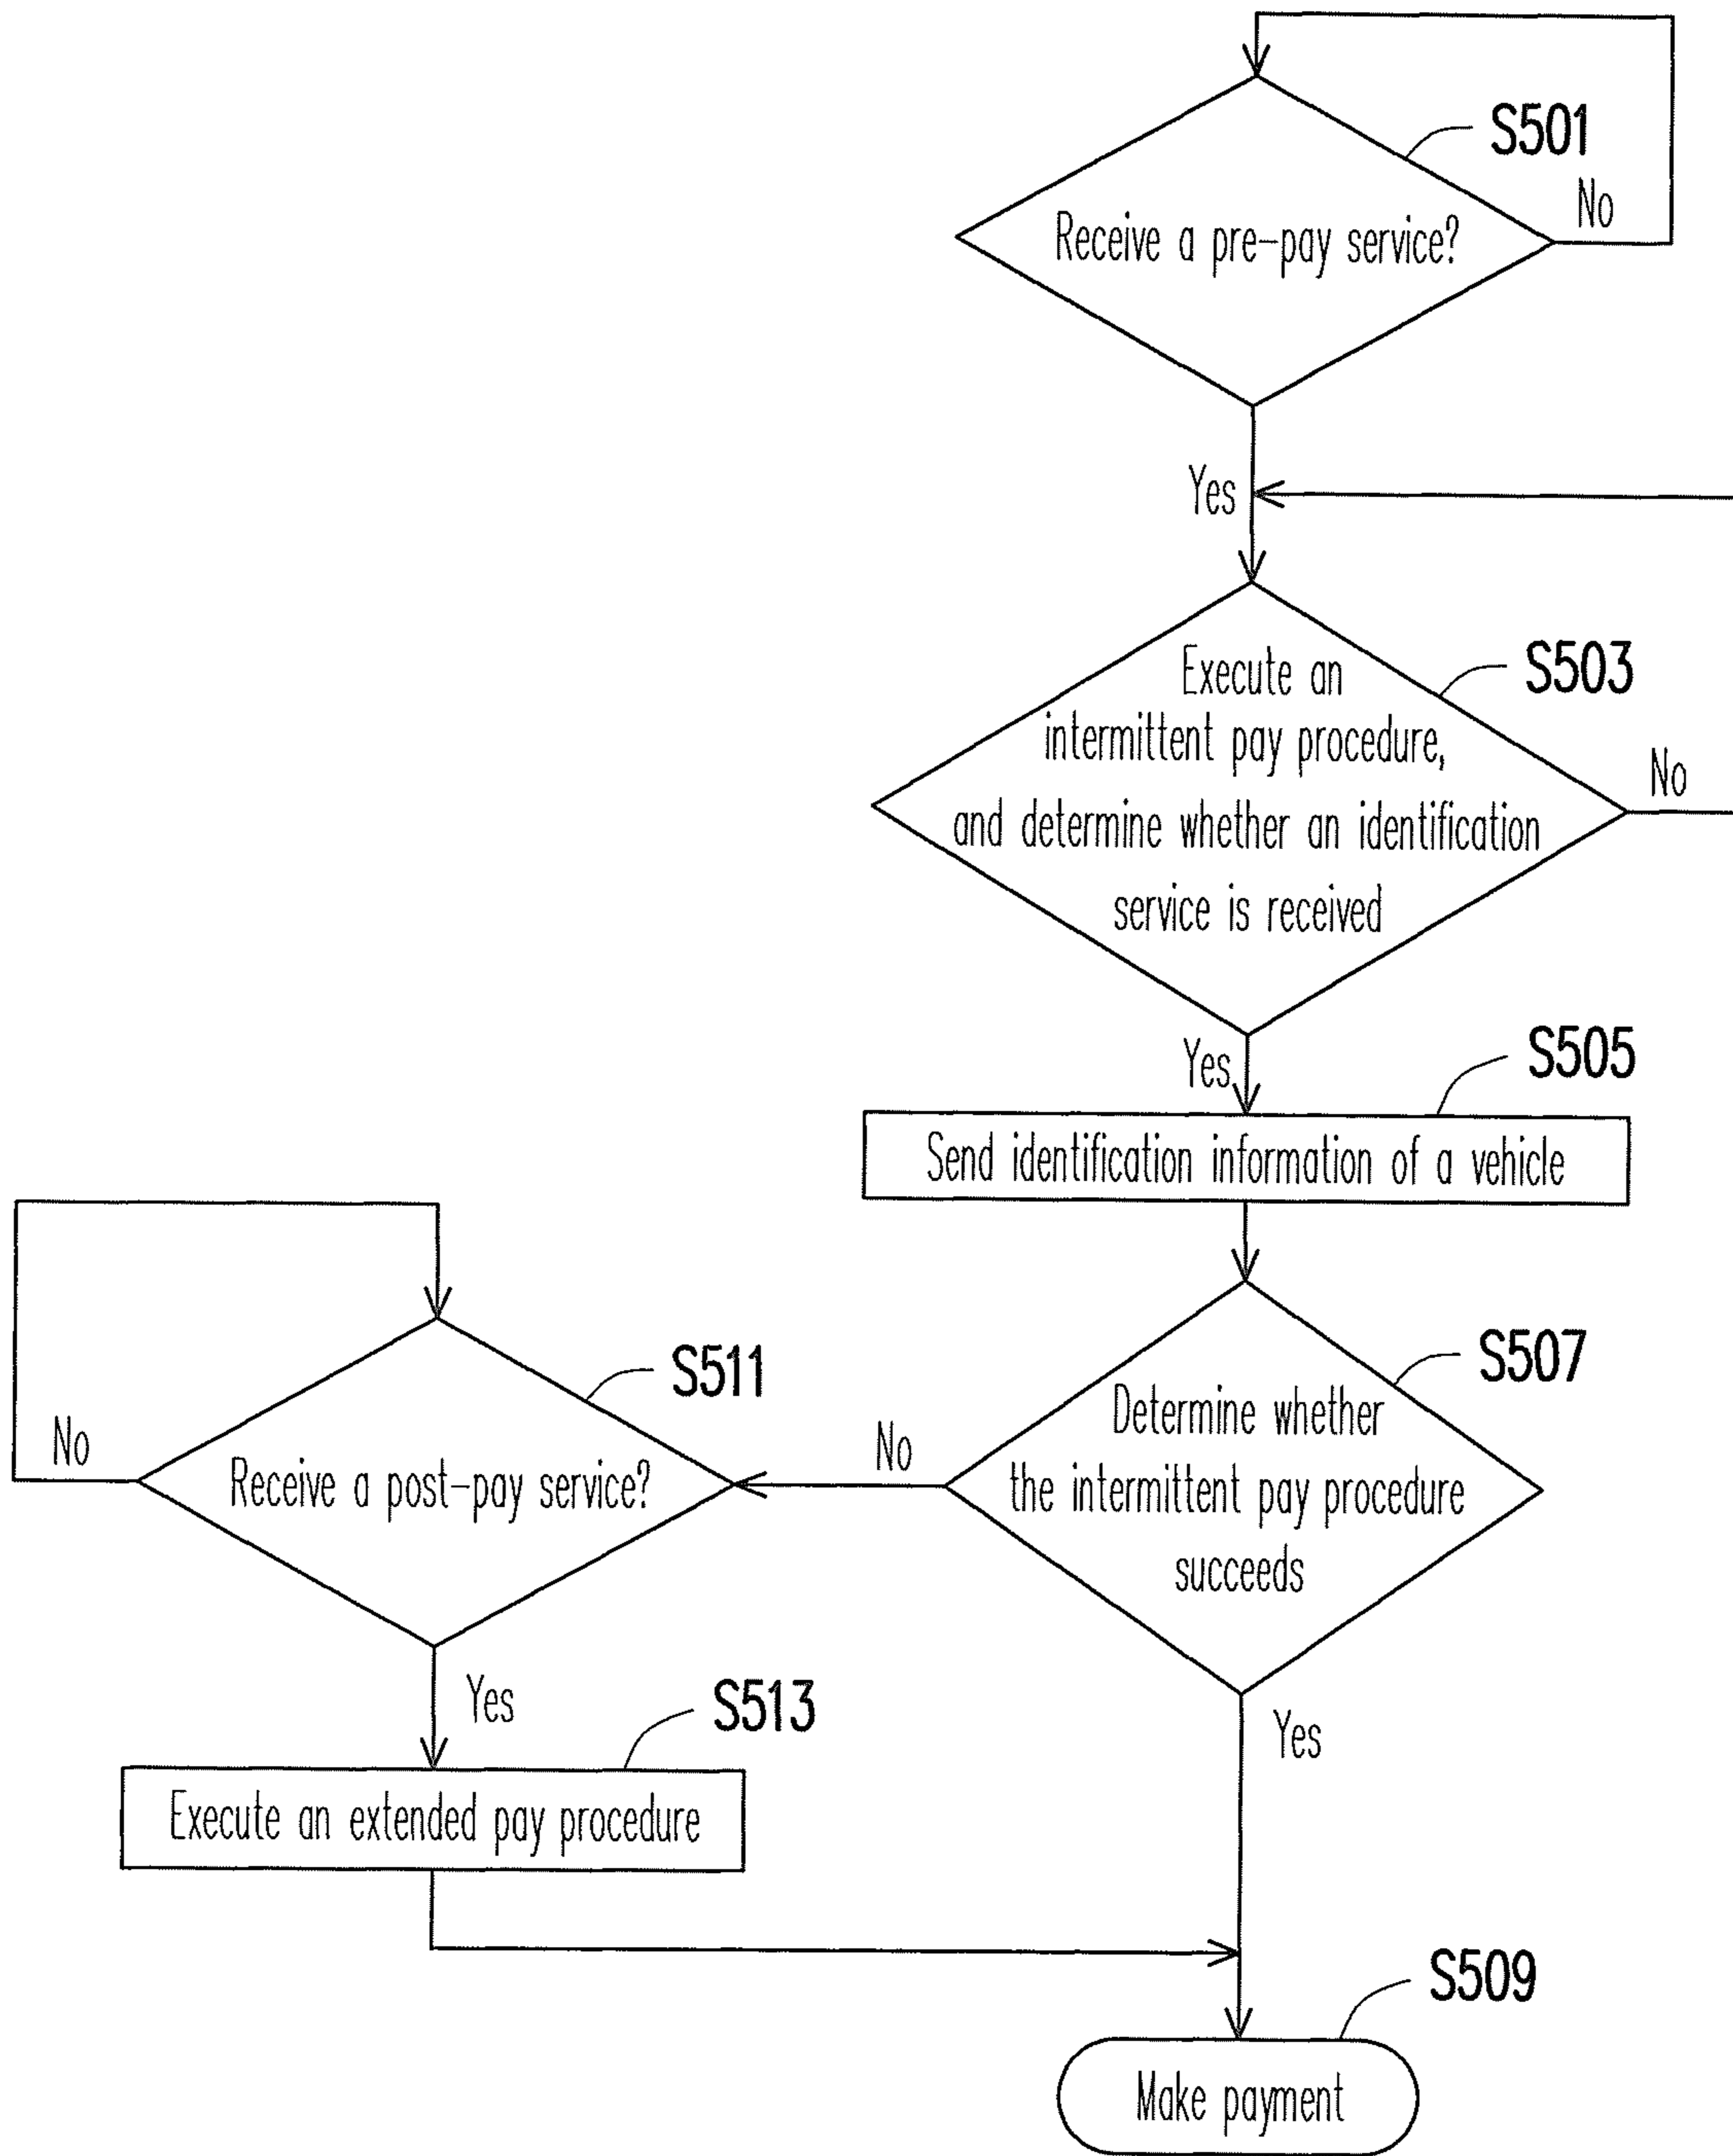 S501
Receive a pre-pay service?
No
Yes
S503
Execute an
intermittent pay procedure,
and determine whether an identification
service is received
No
Yes
S505
Send identification information of a vehicle
S507
Determine whether
the intermittent pay procedure
succeeds
No
Yes
S511
Receive a post-pay service?
No
Yes
S513
Execute an extended pay procedure
S509
Make payment